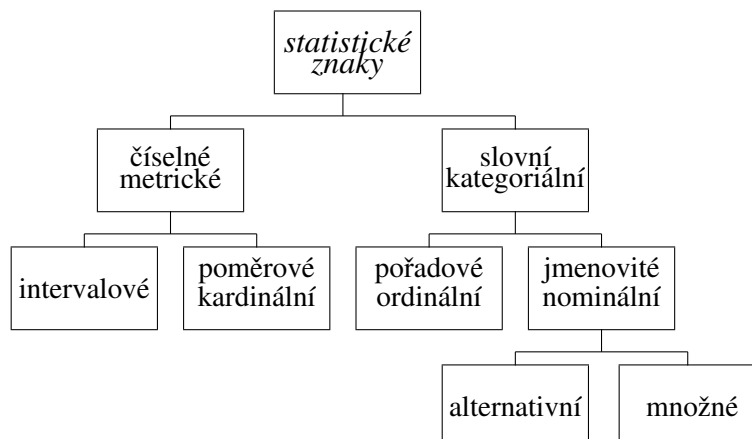 statistické
znaky
číselné
metrické
slovní
kategoriální
intervalové
poměrové
kardinální
pořadové
ordinální
jmenovité
nominální
alternativní
množné